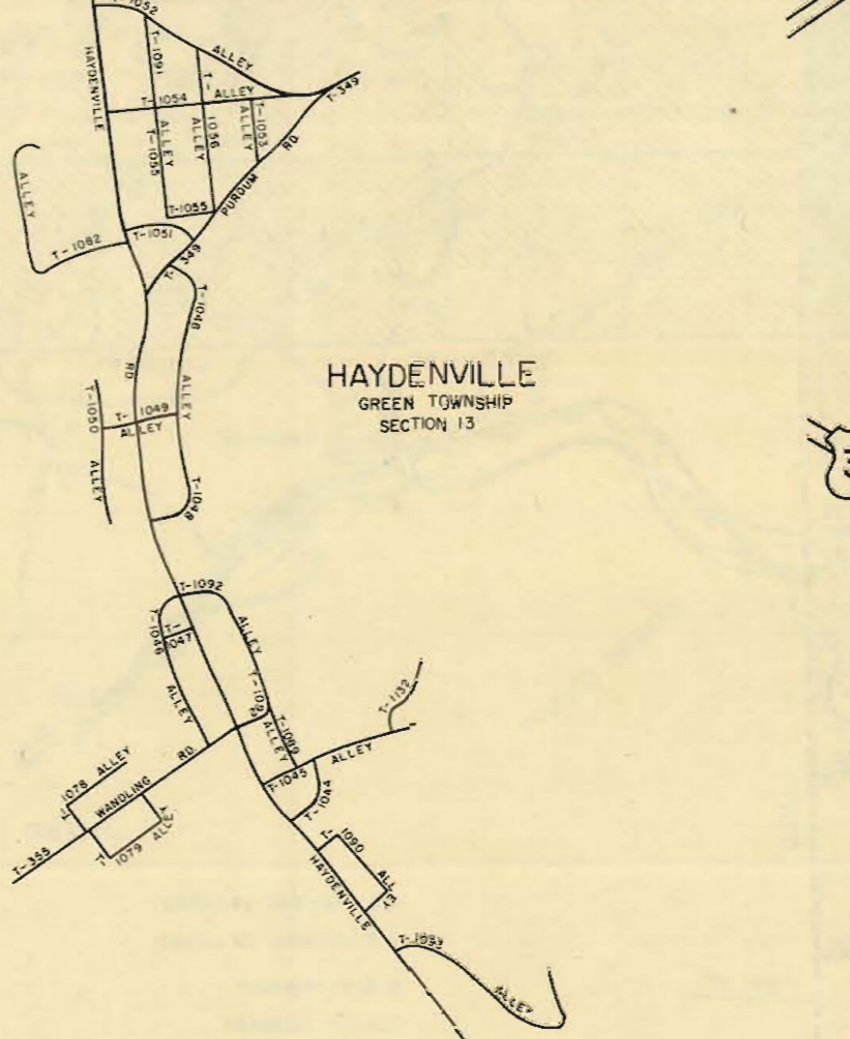 T-1052
HAYDENVILLE
T-1091
ALLEY
T-
ALLEY
T-1054
T-349
T-1053
ALLEY
1056
ALLEY
T-1055
ALLEY
RD
PURDUM
T-1055
ALLEY
T-1051
T-1082
T-349
T-1048
RD
ALLEY
HAYDENVILLE
GREEN TOWNSHIP
SECTION 13
T-1050
T-1049
ALLEY
ALLEY
T-1048
T-1092
T-1046
T-1047
ALLEY
ALLEY
T-1092
T-1132
T-1089
ALLEY
RD
ALLEY
T-1078 ALLEY
WANDLING
T-1045
T-1044
T-1079 ALLEY
T-355
T-1090
ALLEY
HAYDENVILLE
T-1093
ALLEY